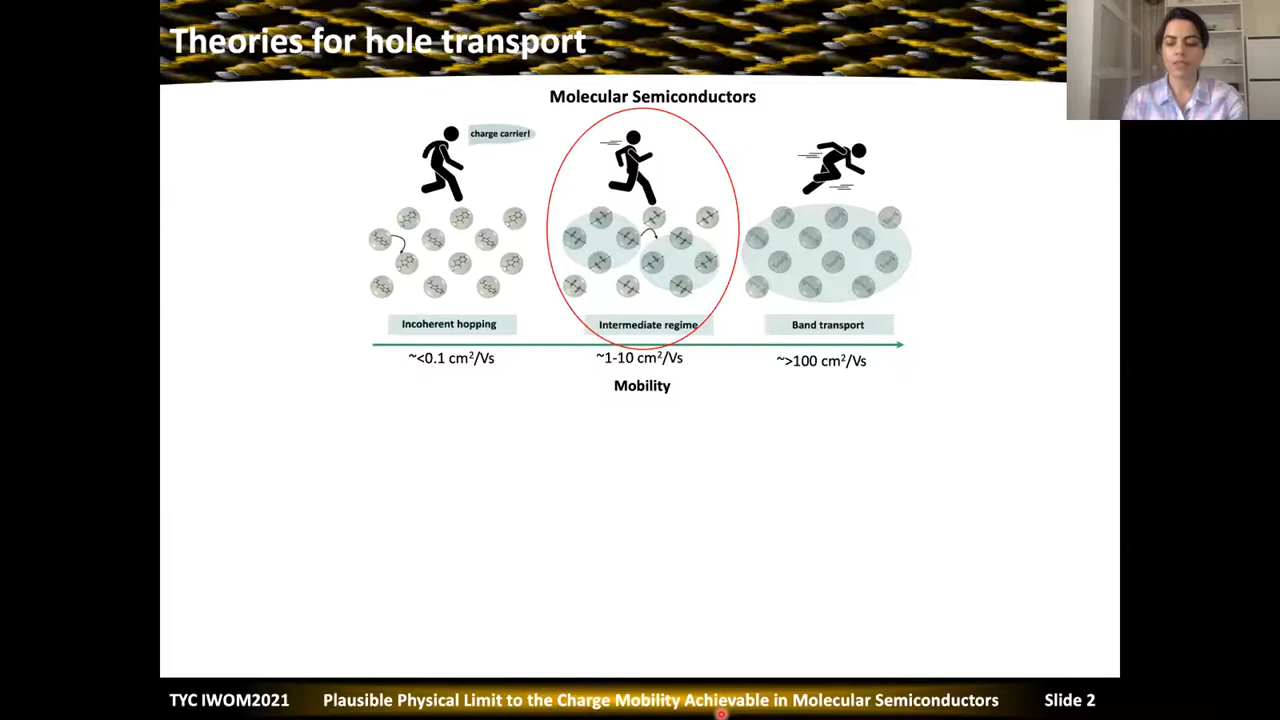 Theories for hole transport
Molecular Semiconductors
charge carrier!
Incoherent hopping
Intermediate regime
Band transport
~<0.1 cm²/Vs
~1-10 cm²/Vs
~>100 cm²/Vs
Mobility
TYC IWOM2021
Plausible Physical Limit to the Charge Mobility Achievable in Molecular Semiconductors
Slide 2